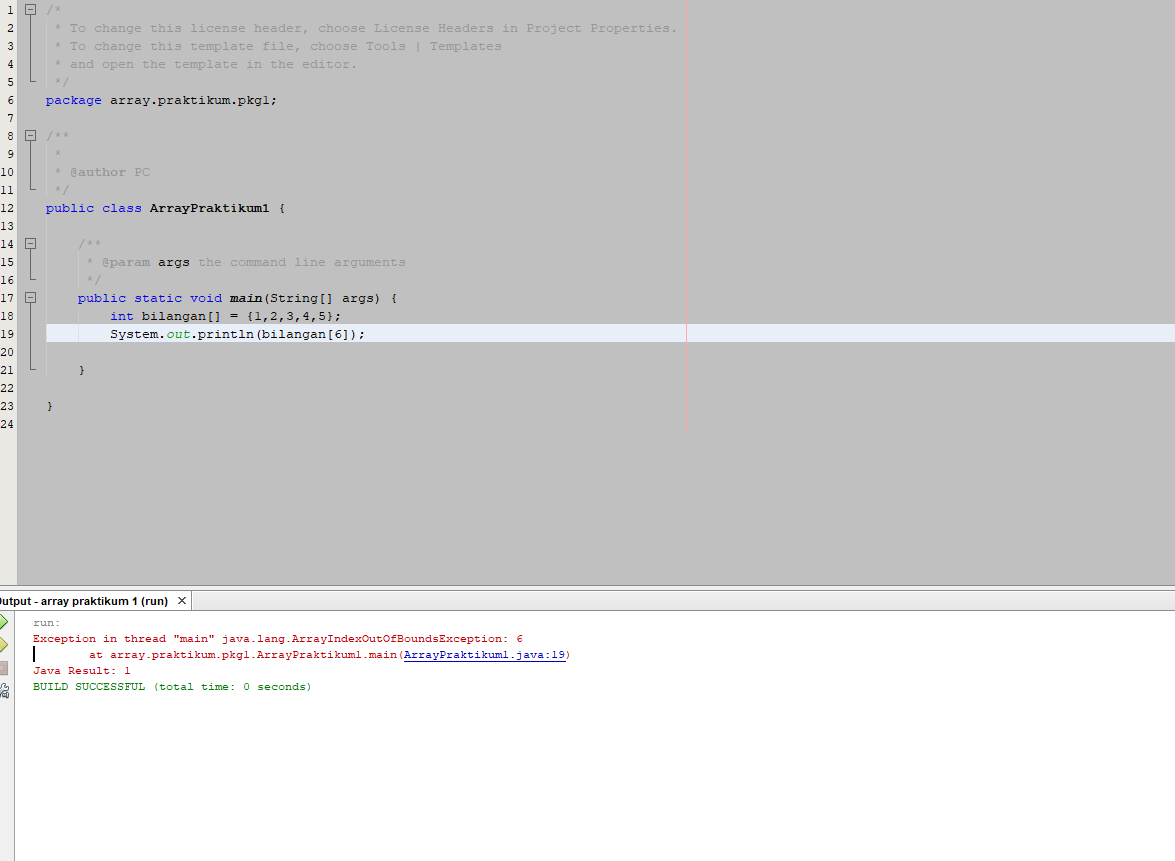 1 /*
2 * To change this license header, choose License Headers in Project Properties.
3 * To change this template file, choose Tools | Templates
4 * and open the template in the editor.
5 */
6 package array.praktikum.pkg1;
7
8 /**
9 *
10 * @author PC
11 */
12 public class ArrayPraktikum1 {
13
14 /**
15 * @param args the command line arguments
16 */
17 public static void main(String[] args) {
18 int bilangan[] = {1,2,3,4,5};
19 System.out.println(bilangan[6]);
20
21 }
22
23 }
24
Output - array praktikum 1 (run) ×
run:
Exception in thread "main" java.lang.ArrayIndexOutOfBoundsException: 6
at array.praktikum.pkg1.ArrayPraktikum1.main(ArrayPraktikum1.java:19)
Java Result: 1
BUILD SUCCESSFUL (total time: 0 seconds)